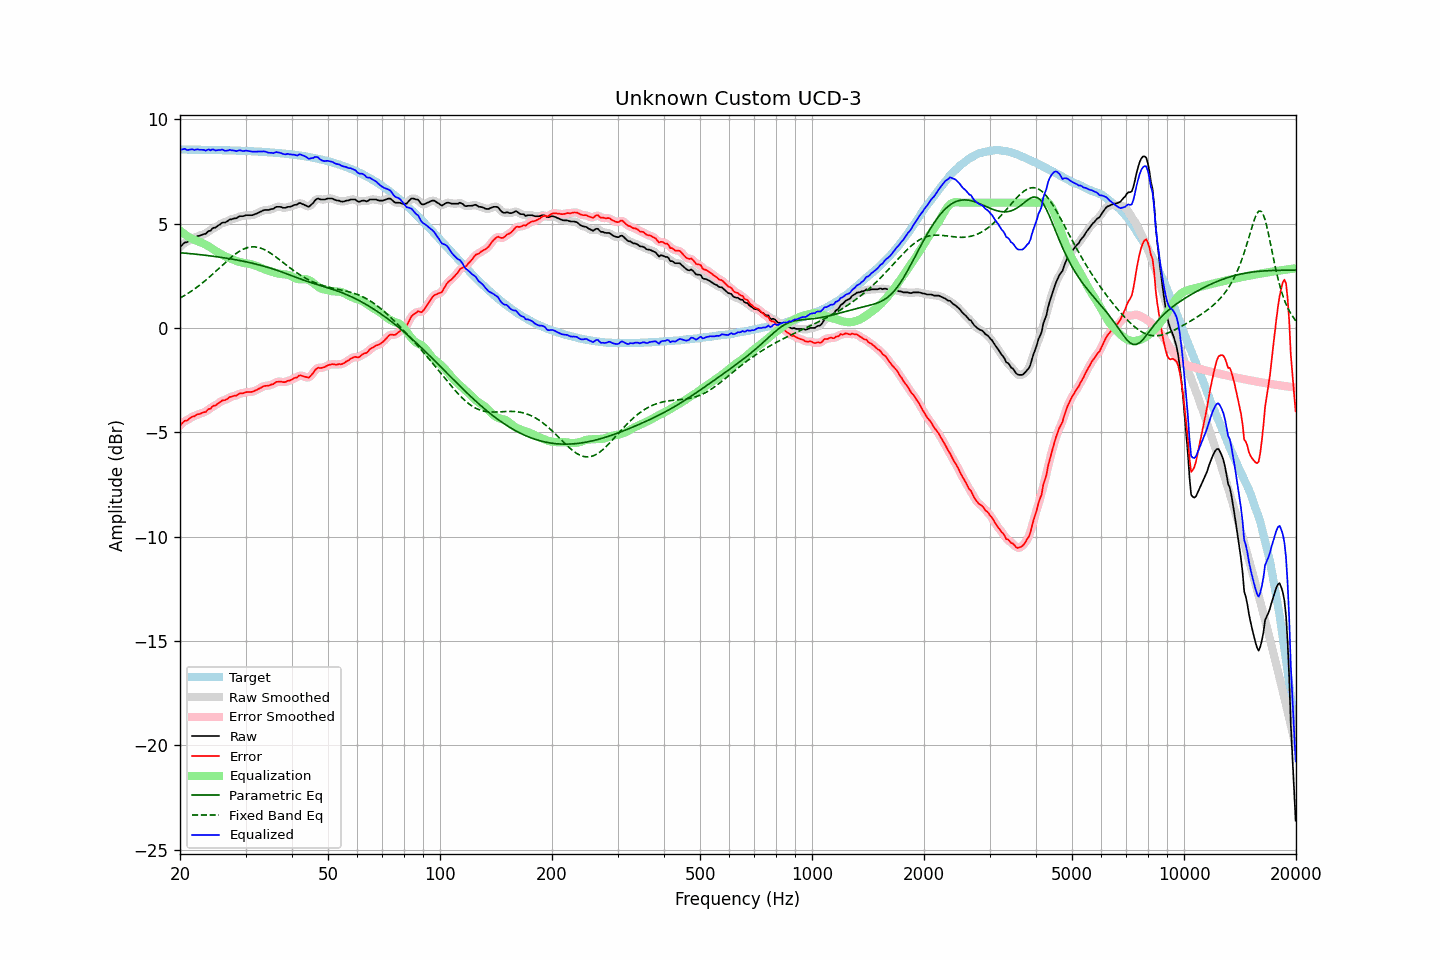 Unknown Custom UCD-3
10
5
0
−5
−10
−15
−20
−25
Amplitude (dBr)
Target
Raw Smoothed
Error Smoothed
Raw
Error
Equalization
Parametric Eq
Fixed Band Eq
Equalized
20 50 100 200 500 1000 2000 5000 10000 20000
Frequency (Hz)